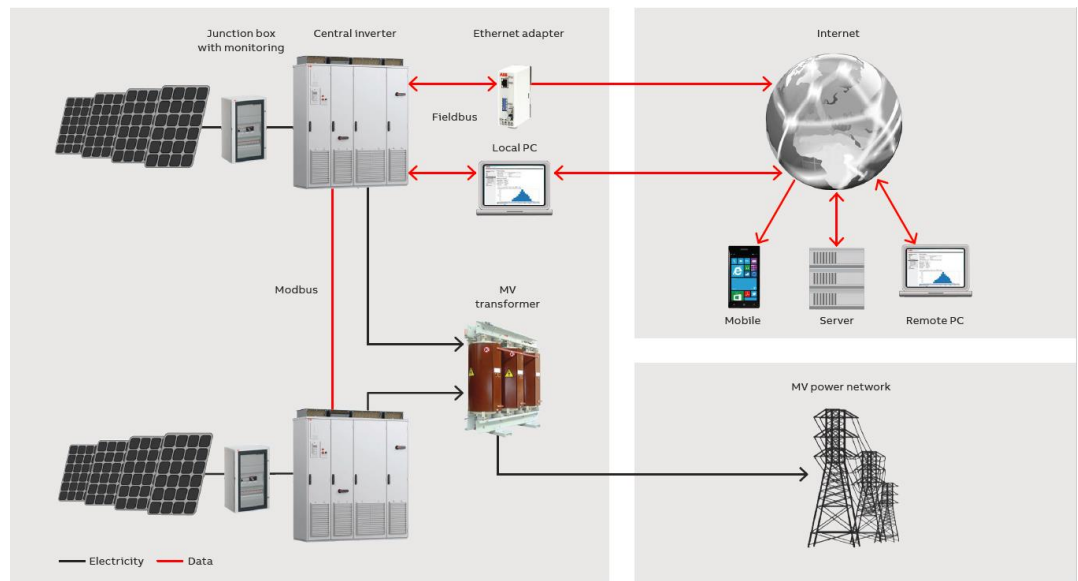 Junction box
with monitoring
Central inverter
Ethernet adapter
Internet
ABB
Fieldbus
Local PC
Modbus
MV
transformer
Mobile
Server
Remote PC
MV power network
Electricity
Data